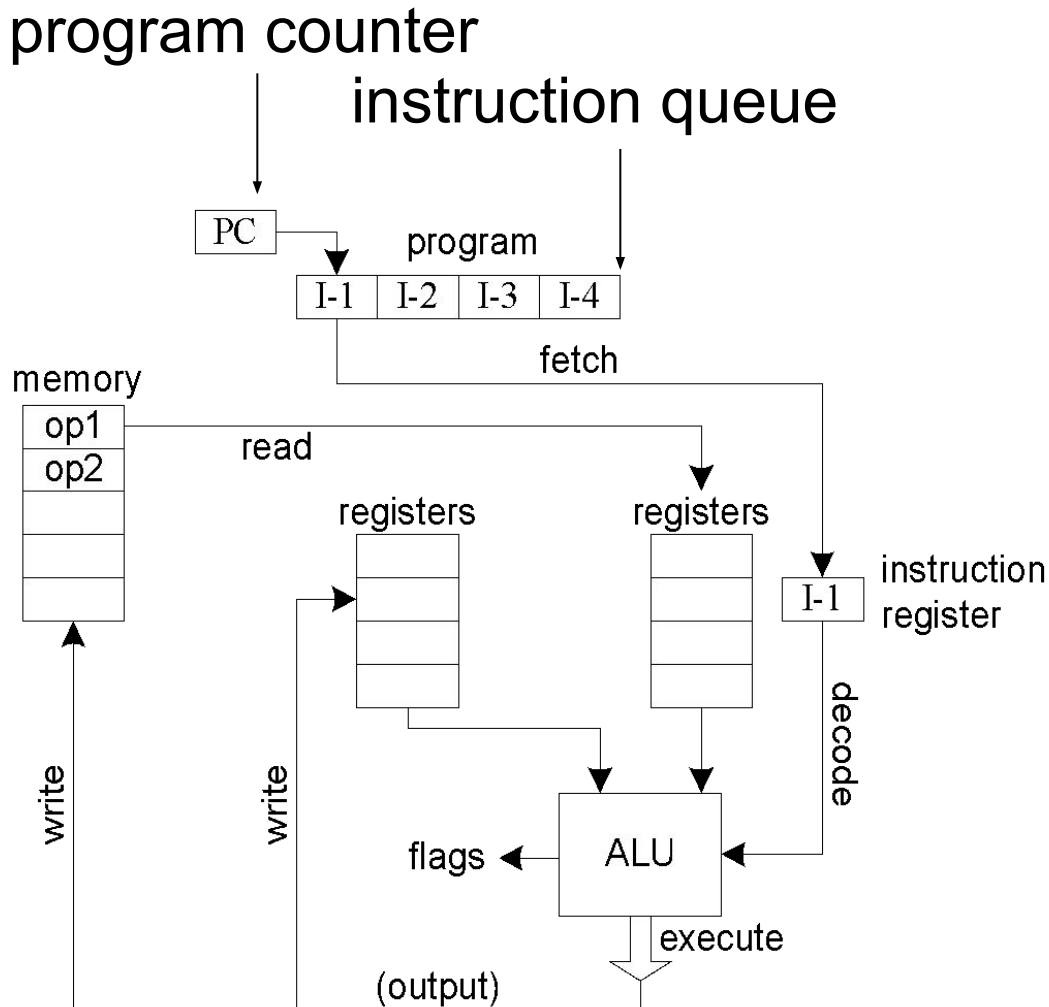 program counter
instruction queue
PC
program
I-1 I-2 I-3 I-4
fetch
memory
op1
read
op2
registers
registers
instruction
register
I-1
decode
write
write
flags
ALU
execute
(output)